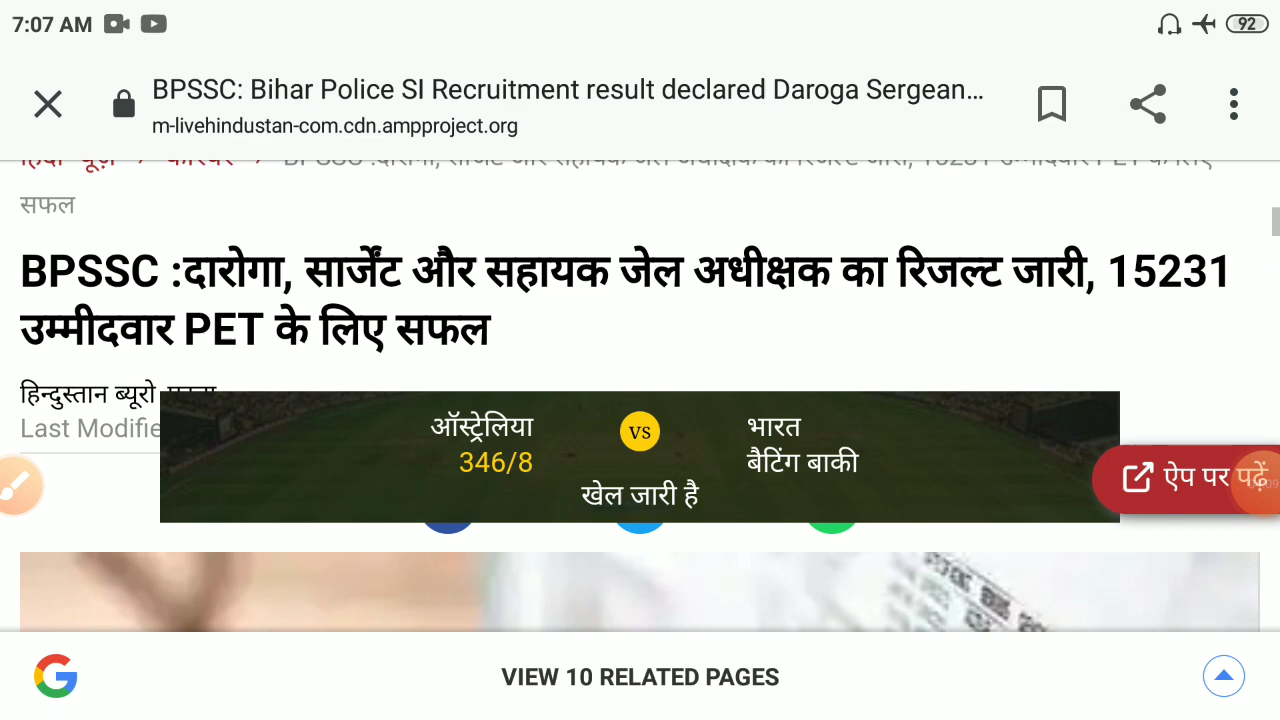 7:07 AM
92
BPSSC: Bihar Police SI Recruitment result declared Daroga Sergean...
m-livehindustan-com.cdn.ampproject.org
सफल
BPSSC :दारोगा, सार्जेंट और सहायक जेल अधीक्षक का रिजल्ट जारी, 15231
उम्मीदवार PET के लिए सफल
हिन्दुस्तान ब्यूरो
Last Modifie
ऑस्ट्रेलिया
346/8
VS
भारत
बैटिंग बाकी
खेल जारी है
ऐप पर पढ़ें
VIEW 10 RELATED PAGES